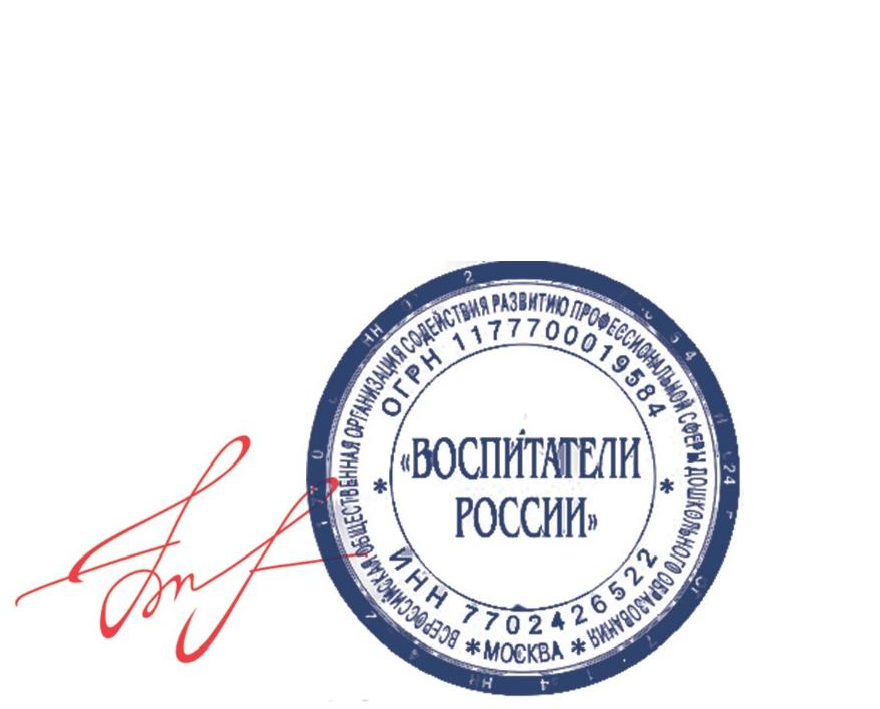 ВСЕРОССИЙСКАЯ ОБЩЕСТВЕННАЯ ОРГАНИЗАЦИЯ СОДЕЙСТВИЯ РАЗВИТИЮ ПРОФЕССИОНАЛЬНОЙ СФЕРЫ ДОШКОЛЬНОГО ОБРАЗОВАНИЯ
ОГРН 1177700019584
«ВОСПИТАТЕЛИ
РОССИИ»
ИНН 7702426522
* МОСКВА *